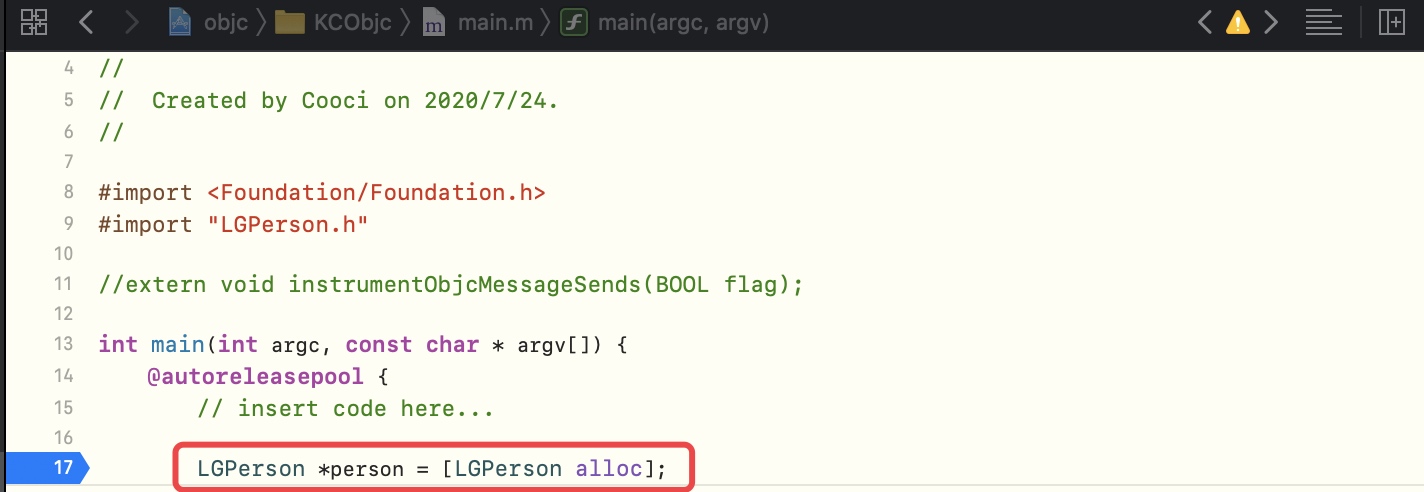 objc KCObjc main.m main(argc, argv)
4 //
5 //  Created by Cooci on 2020/7/24.
6 //
7
8 #import <Foundation/Foundation.h>
9 #import "LGPerson.h"
10
11 //extern void instrumentObjcMessageSends(BOOL flag);
12
13 int main(int argc, const char * argv[]) {
14     @autoreleasepool {
15         // insert code here...
16
17         LGPerson *person = [LGPerson alloc];